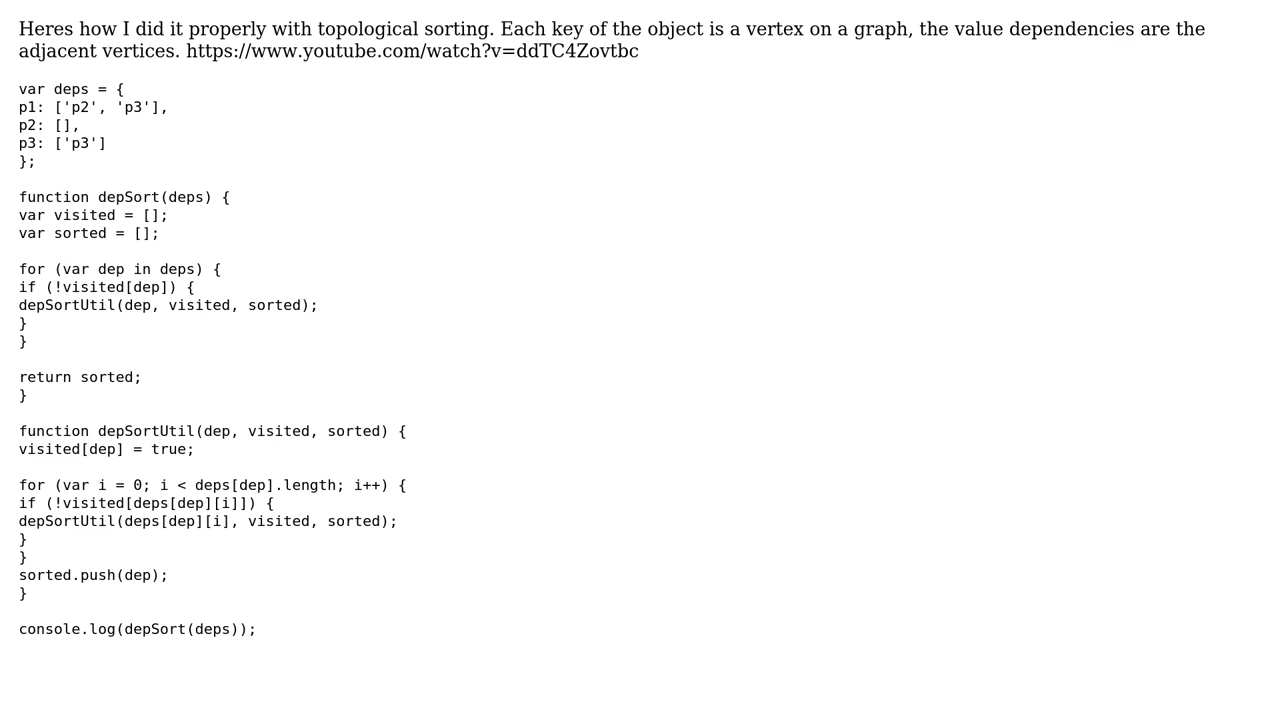 Heres how I did it properly with topological sorting. Each key of the object is a vertex on a graph, the value dependencies are the
adjacent vertices. https://www.youtube.com/watch?v=ddTC4Zovtbc
var deps = {
p1: ['p2', 'p3'],
p2: [],
p3: ['p3']
};
function depSort(deps) {
var visited = [];
var sorted = [];
for (var dep in deps) {
if (!visited[dep]) {
depSortUtil(dep, visited, sorted);
}
}
return sorted;
}
function depSortUtil(dep, visited, sorted) {
visited[dep] = true;
for (var i = 0; i < deps[dep].length; i++) {
if (!visited[deps[dep][i]]) {
depSortUtil(deps[dep][i], visited, sorted);
}
}
sorted.push(dep);
}
console.log(depSort(deps));